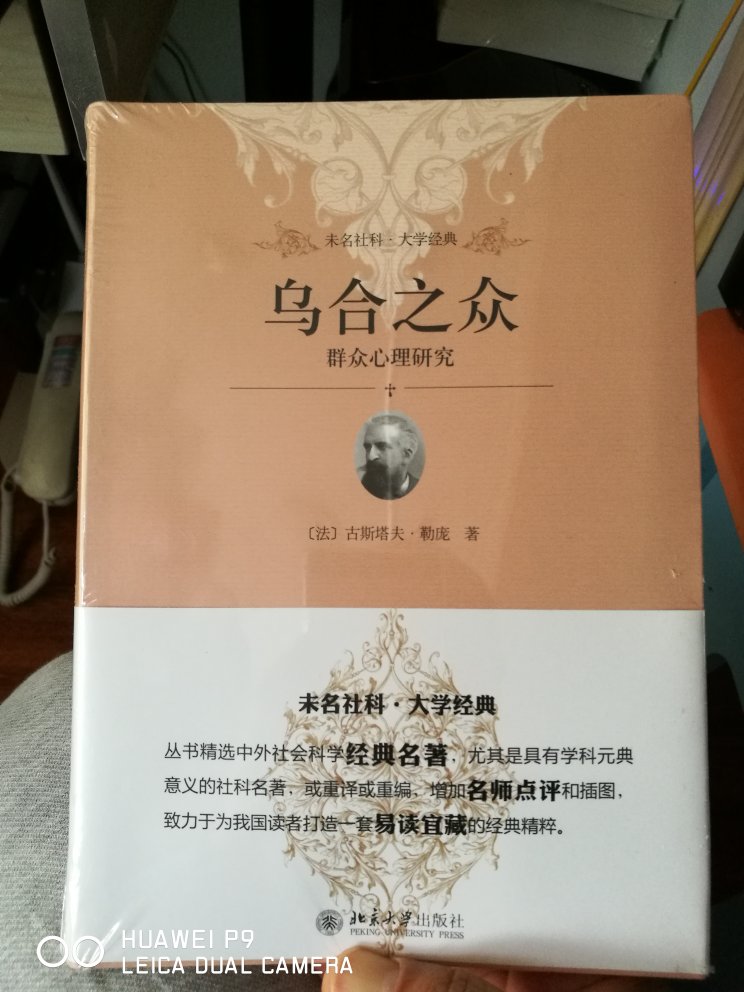 未名社科·大学经典
乌合之众
群众心理研究
〔法〕古斯塔夫·勒庞 著
未名社科·大学经典
丛书精选中外社会科学经典名著，尤其是具有学科元典
意义的社科名著，或重译或重编，增加名师点评和插图，
致力于为我国读者打造一套易读宜藏的经典精粹。
北京大学出版社
PEKING UNIVERSITY PRESS
HUAWEI P9
LEICA DUAL CAMERA